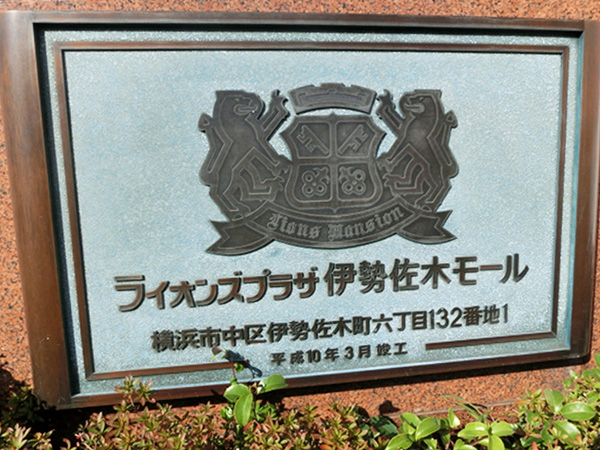 Lions Mansion
ライオンズプラザ 伊勢佐木モール
横浜市中区伊勢佐木町六丁目132番地1
平成10年3月竣工